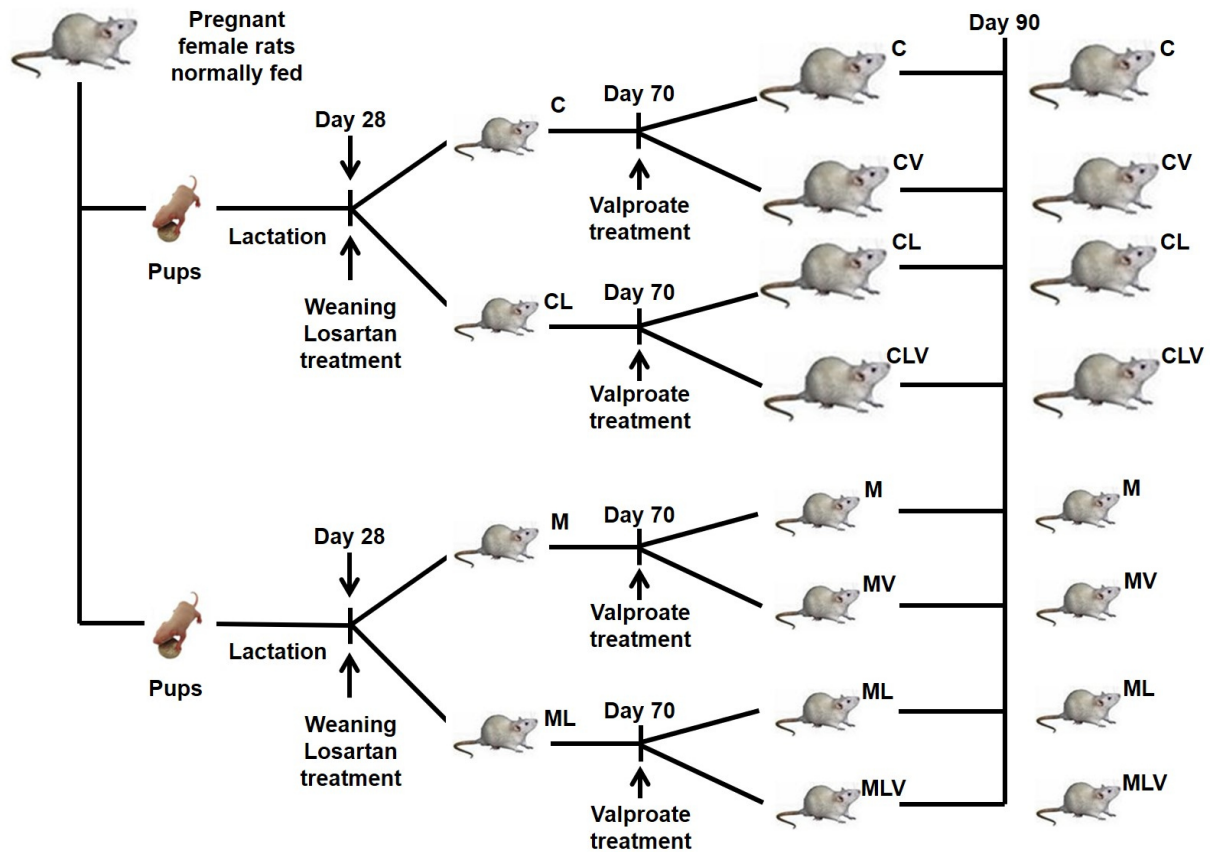 Pregnant
female rats
normally fed
Day 90
C
C
Day 70
C
Day 28
CV
CV
Valproate
treatment
Lactation
Pups
CL
CL
Day 70
CL
Weaning
Losartan
treatment
CLV
CLV
Valproate
treatment
M
M
Day 70
M
Day 28
MV
MV
Valproate
treatment
Lactation
Pups
ML
ML
Day 70
ML
Weaning
Losartan
treatment
MLV
MLV
Valproate
treatment